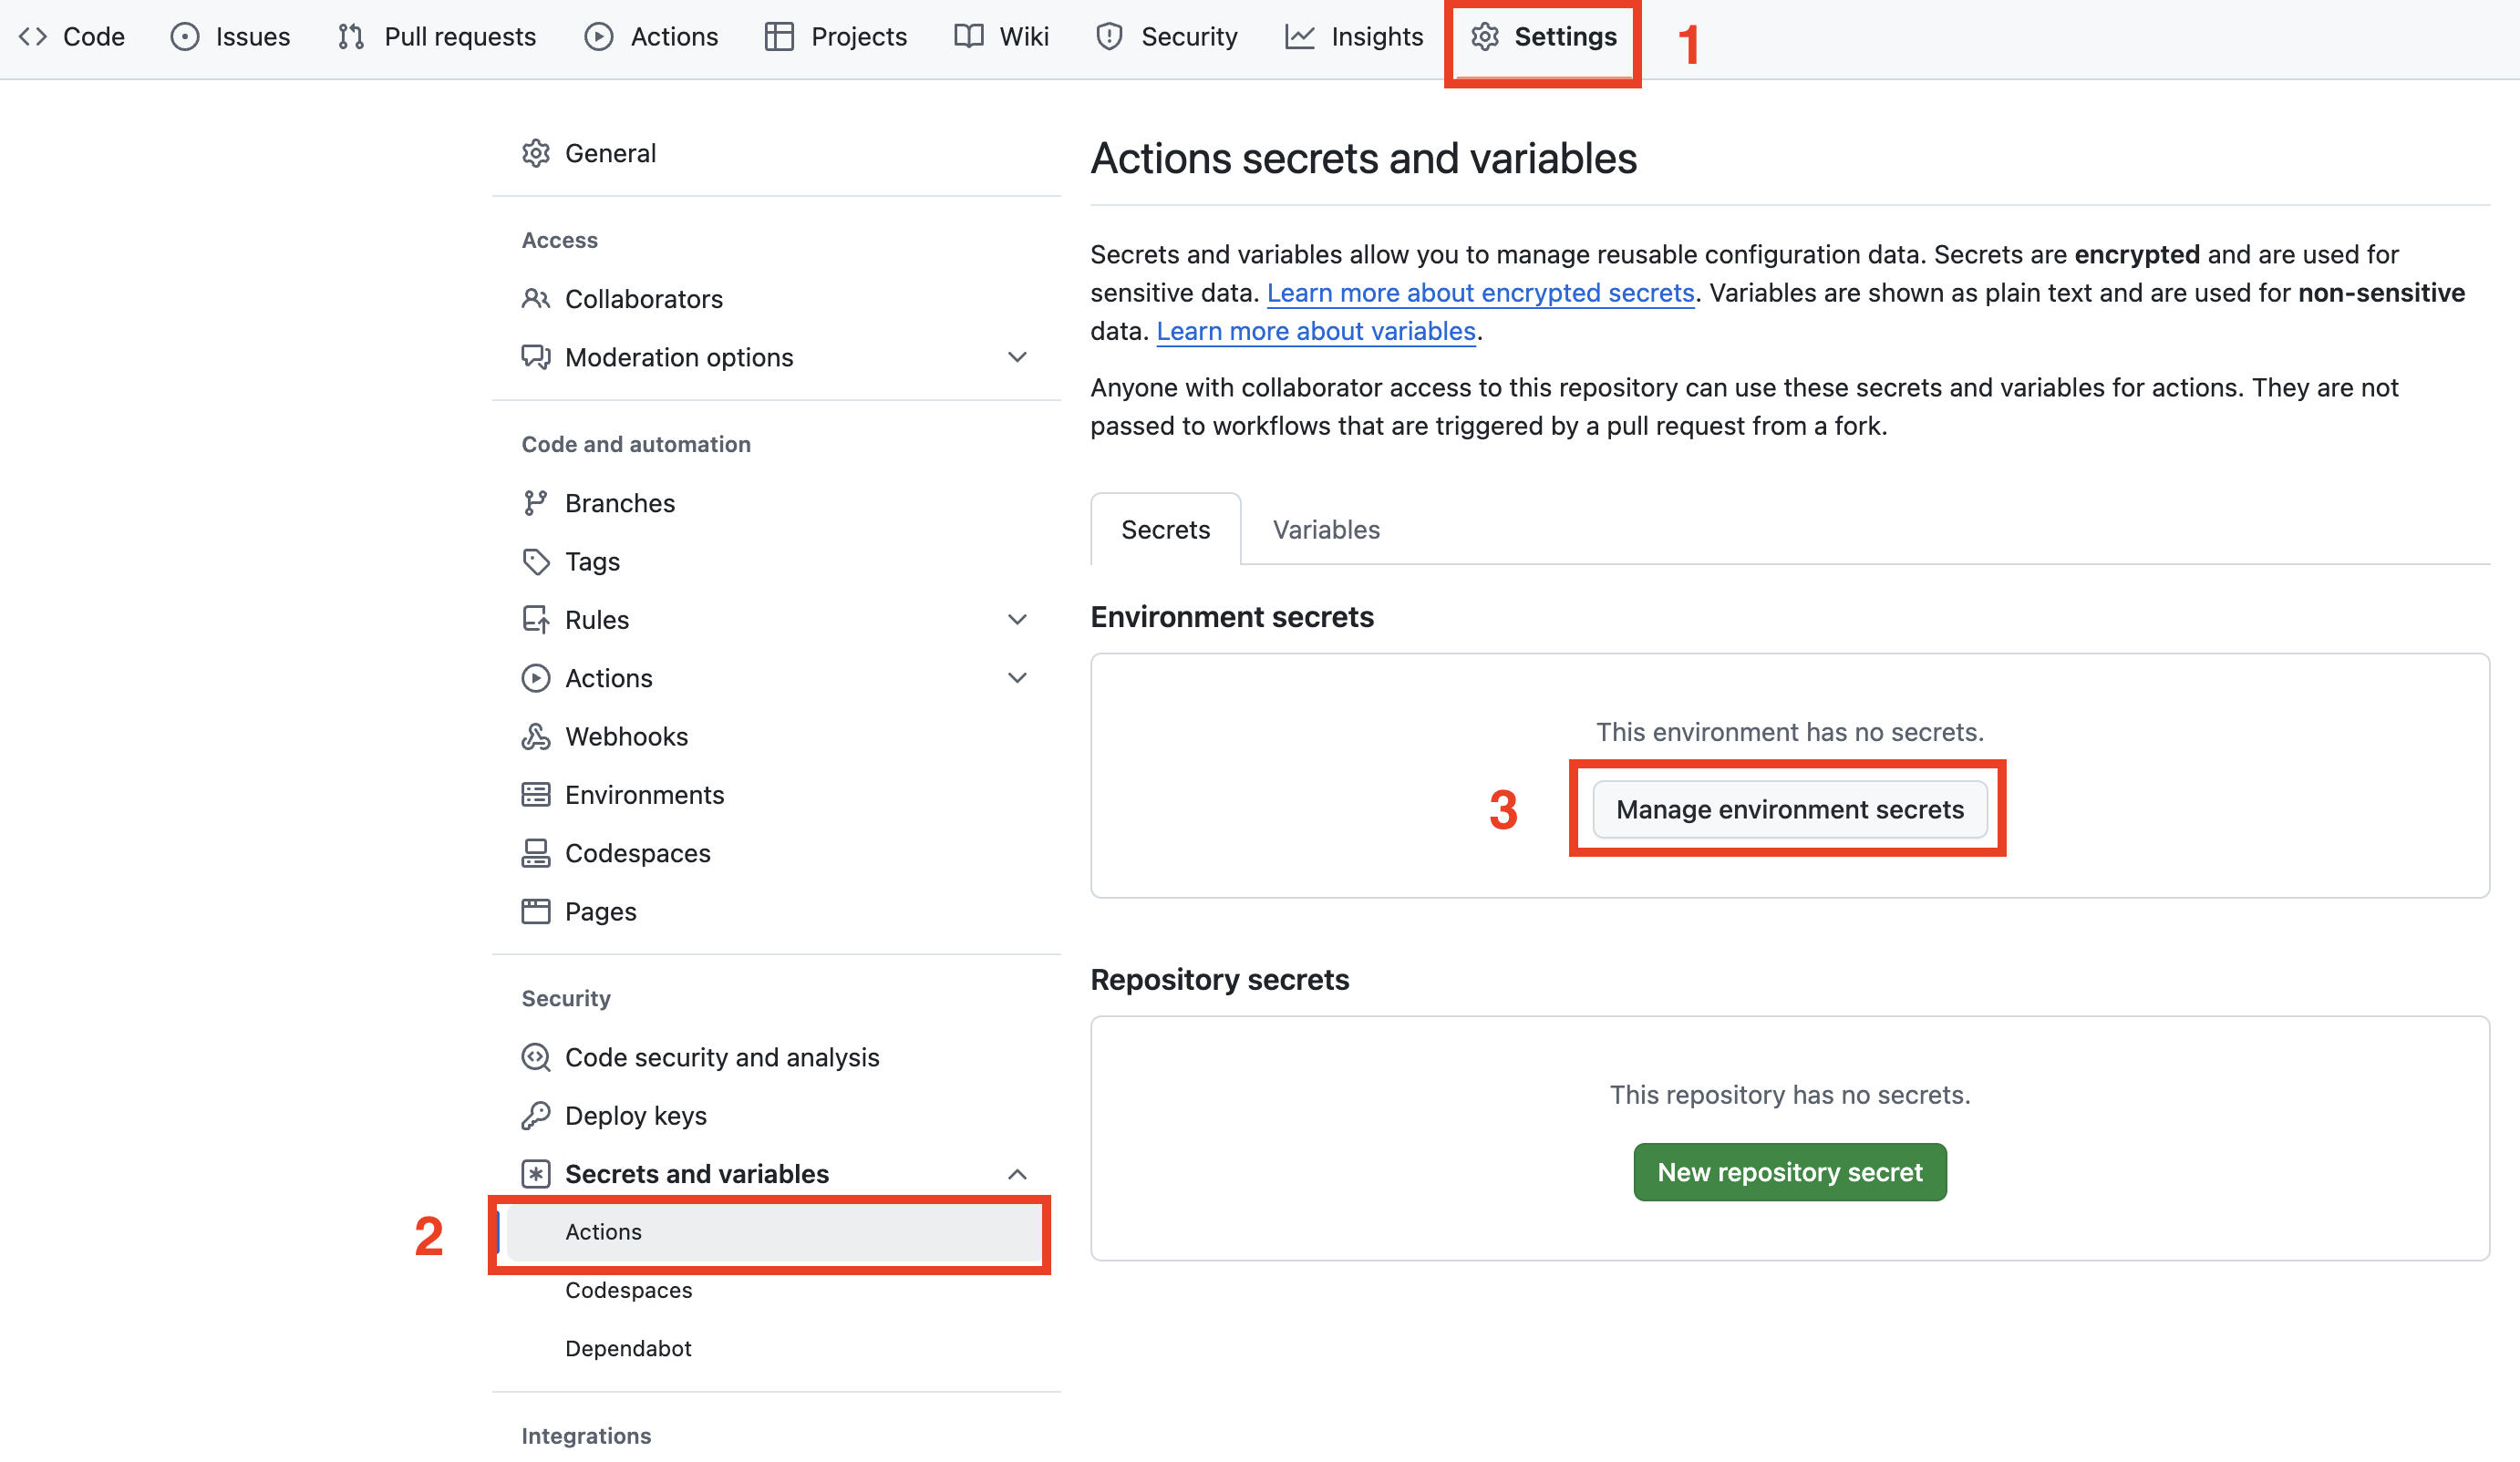 Code Issues Pull requests Actions Projects Wiki Security Insights Settings 1
General
Access
Collaborators
Moderation options
Code and automation
Branches
Tags
Rules
Actions
Webhooks
Environments
Codespaces
Pages
Security
Code security and analysis
Deploy keys
Secrets and variables
2 Actions
Codespaces
Dependabot
Integrations
Actions secrets and variables
Secrets and variables allow you to manage reusable configuration data. Secrets are encrypted and are used for
sensitive data. Learn more about encrypted secrets. Variables are shown as plain text and are used for non-sensitive
data. Learn more about variables.
Anyone with collaborator access to this repository can use these secrets and variables for actions. They are not
passed to workflows that are triggered by a pull request from a fork.
Secrets Variables
Environment secrets
This environment has no secrets.
3 Manage environment secrets
Repository secrets
This repository has no secrets.
New repository secret